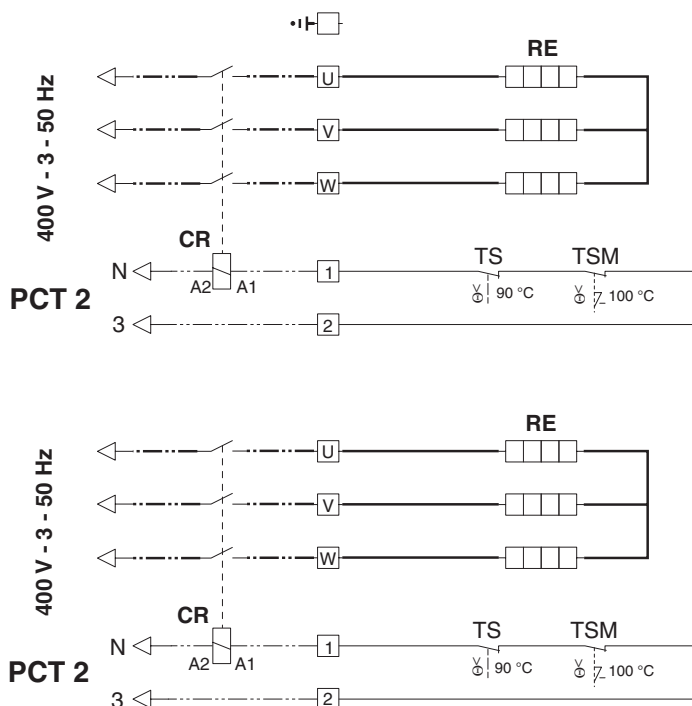 RE
U
V
W
400 V - 3 - 50 Hz
CR
TS
TSM
N
A2
A1
1
90 °C
100 °C
PCT 2
3
2
RE
U
V
W
400 V - 3 - 50 Hz
CR
TS
TSM
N
A2
A1
1
90 °C
100 °C
PCT 2
3
2